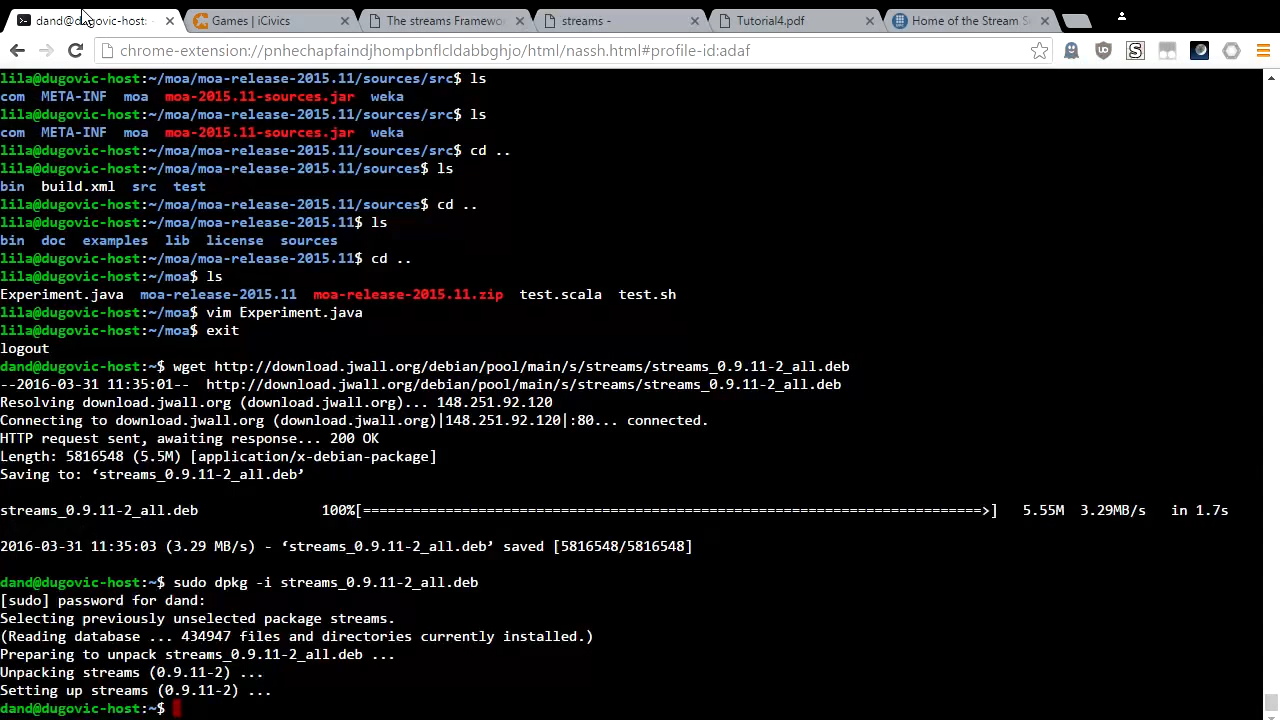 dand@dugovic-host: -
Games | iCivics
The streams Framewo
streams -
Tutorial4.pdf
Home of the Stream S
chrome-extension://pnhechapfaindjhompbnflcldabbghjo/html/nassh.html#profile-id:adaf
lila@dugovic-host:~/moa/moa-release-2015.11/sources/src$ ls
com META-INF moa moa-2015.11-sources.jar weka
lila@dugovic-host:~/moa/moa-release-2015.11/sources/src$ ls
com META-INF moa moa-2015.11-sources.jar weka
lila@dugovic-host:~/moa/moa-release-2015.11/sources/src$ cd ..
lila@dugovic-host:~/moa/moa-release-2015.11/sources$ ls
bin build.xml src test
lila@dugovic-host:~/moa/moa-release-2015.11/sources$ cd ..
lila@dugovic-host:~/moa/moa-release-2015.11$ ls
bin doc examples lib license sources
lila@dugovic-host:~/moa/moa-release-2015.11$ cd ..
lila@dugovic-host:~/moa$ ls
Experiment.java moa-release-2015.11 moa-release-2015.11.zip test.scala test.sh
lila@dugovic-host:~/moa$ vim Experiment.java
lila@dugovic-host:~/moa$ exit
logout
dand@dugovic-host:~$ wget http://download.jwall.org/debian/pool/main/s/streams/streams_0.9.11-2_all.deb
--2016-03-31 11:35:01-- http://download.jwall.org/debian/pool/main/s/streams/streams_0.9.11-2_all.deb
Resolving download.jwall.org (download.jwall.org)... 148.251.92.120
Connecting to download.jwall.org (download.jwall.org)|148.251.92.120|:80... connected.
HTTP request sent, awaiting response... 200 OK
Length: 5816548 (5.5M) [application/x-debian-package]
Saving to: ‘streams_0.9.11-2_all.deb’
streams_0.9.11-2_all.deb 100%[===========================================================================>] 5.55M 3.29MB/s in 1.7s
2016-03-31 11:35:03 (3.29 MB/s) - ‘streams_0.9.11-2_all.deb’ saved [5816548/5816548]
dand@dugovic-host:~$ sudo dpkg -i streams_0.9.11-2_all.deb
[sudo] password for dand:
Selecting previously unselected package streams.
(Reading database ... 434947 files and directories currently installed.)
Preparing to unpack streams_0.9.11-2_all.deb ...
Unpacking streams (0.9.11-2) ...
Setting up streams (0.9.11-2) ...
dand@dugovic-host:~$